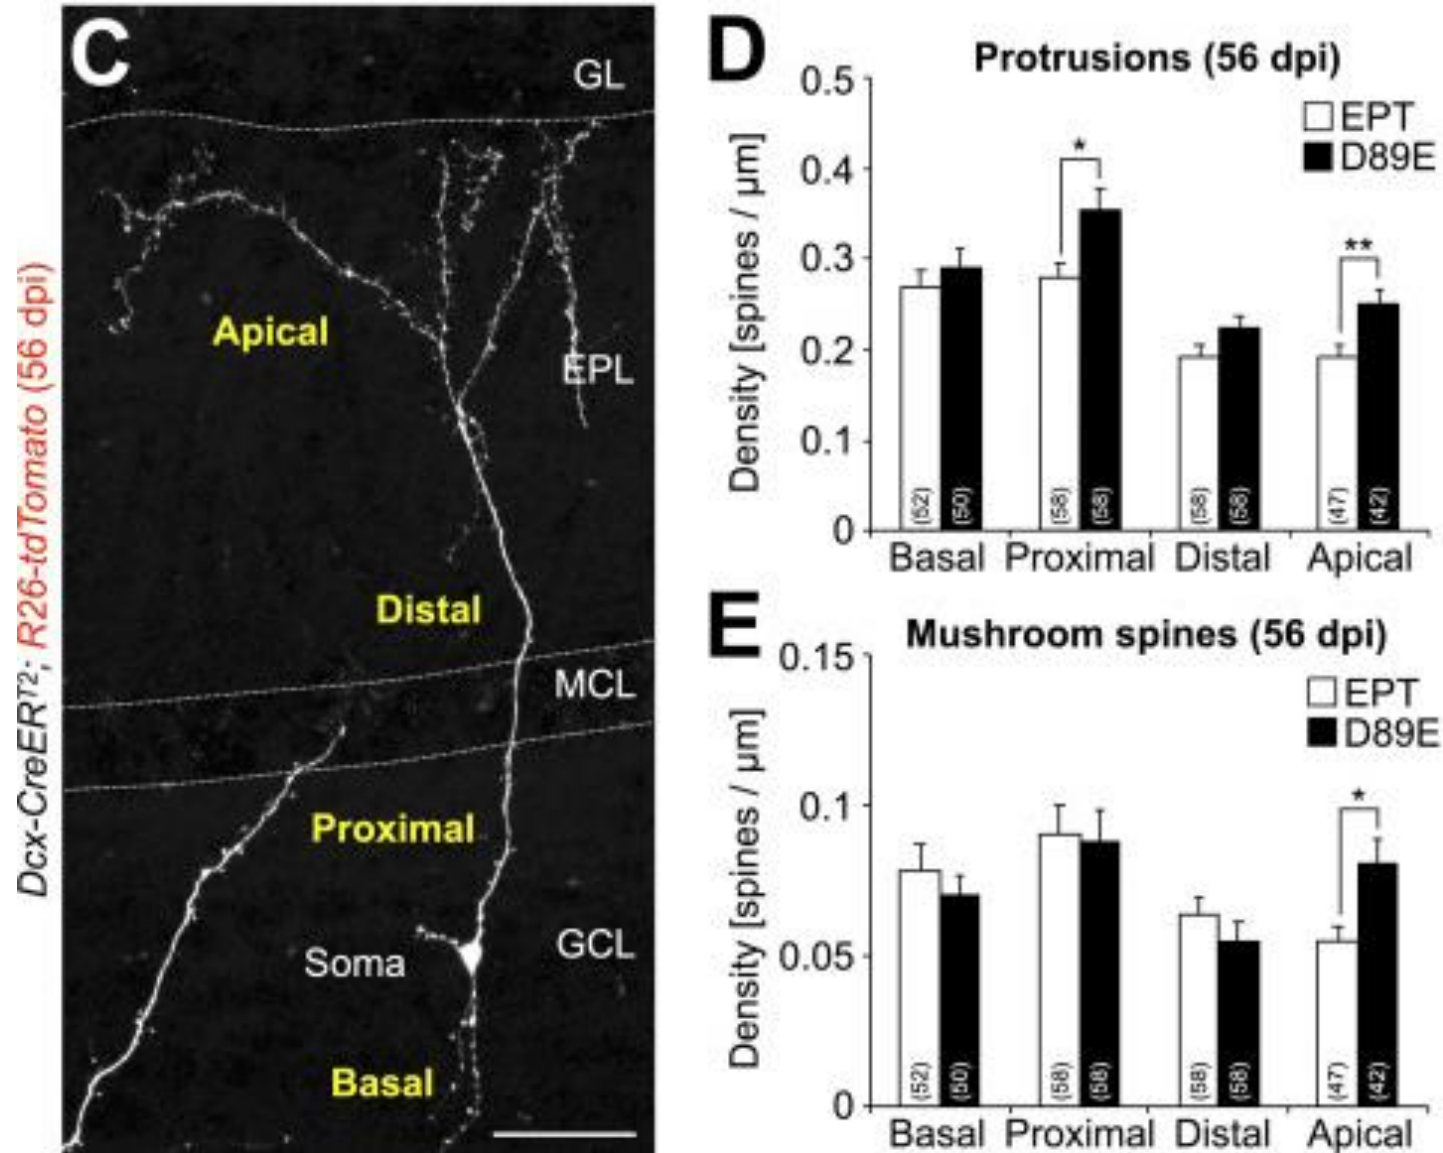 C
GL
Apical
EPL
Distal
MCL
Proximal
Soma
GCL
Basal
Dcx-CreERT2; R26-tdTomato (56 dpi)
D
Protrusions (56 dpi)
EPT
D89E
Density [spines / µm]
0.5
0.4
0.3
0.2
0.1
0
*
**
(52) (50) (58) (58) (58) (58) (47) (42)
Basal Proximal Distal Apical
E
Mushroom spines (56 dpi)
EPT
D89E
Density [spines / µm]
0.15
0.1
0.05
0
*
(52) (50) (58) (58) (58) (58) (47) (42)
Basal Proximal Distal Apical